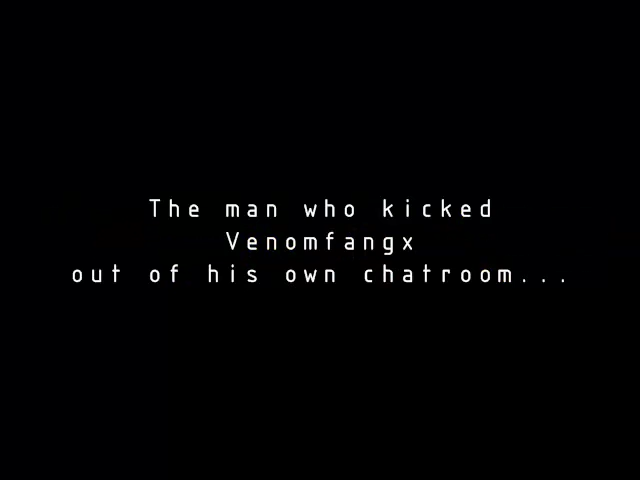 The man who kicked
Venomfangx
out of his own chatroom...